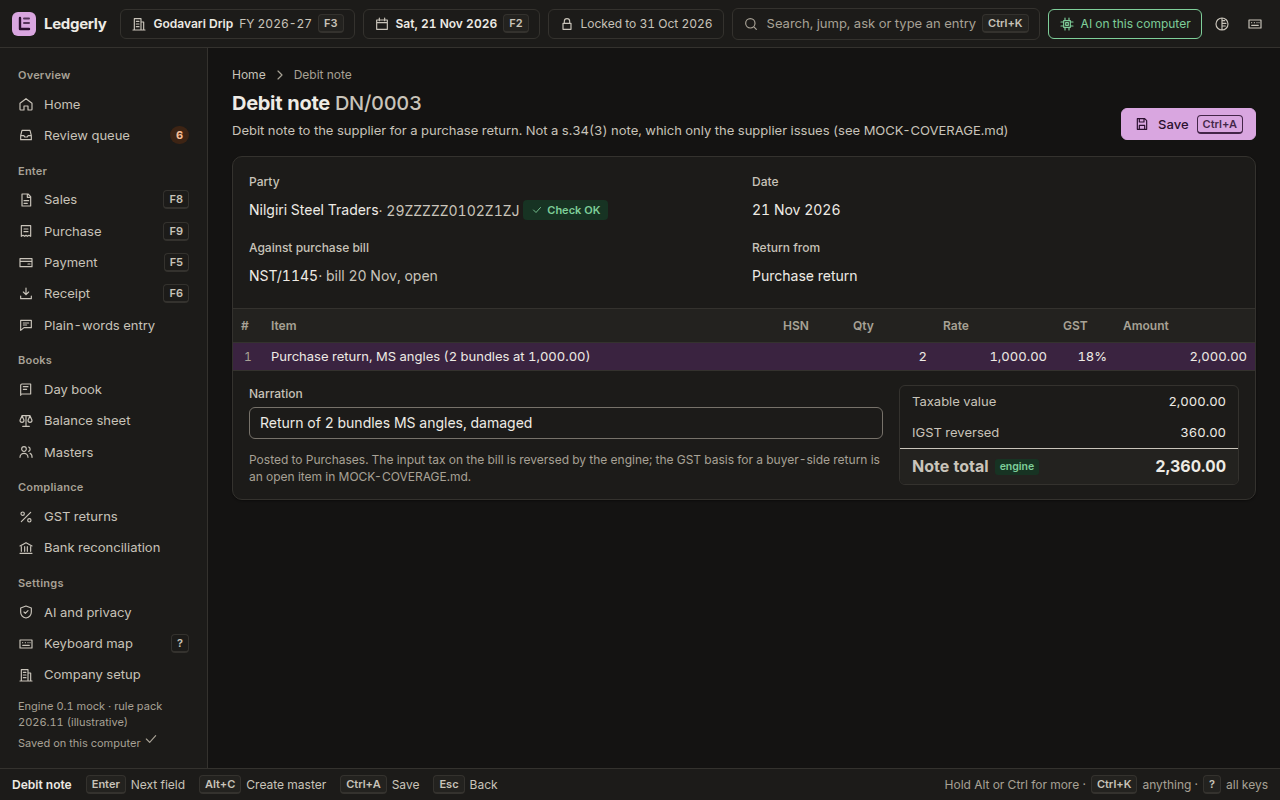 Ledgerly
Godavari Drip FY 2026-27 F3
Sat, 21 Nov 2026 F2
Locked to 31 Oct 2026
Search, jump, ask or type an entry Ctrl+K
AI on this computer
Overview
Home
Review queue 6
Enter
Sales F8
Purchase F9
Payment F5
Receipt F6
Plain-words entry
Books
Day book
Balance sheet
Masters
Compliance
GST returns
Bank reconciliation
Settings
AI and privacy
Keyboard map ?
Company setup
Engine 0.1 mock · rule pack
2026.11 (illustrative)
Saved on this computer
Home > Debit note
Debit note DN/0003
Debit note to the supplier for a purchase return. Not a s.34(3) note, which only the supplier issues (see MOCK-COVERAGE.md)
Save Ctrl+A
Party
Nilgiri Steel Traders· 29ZZZZZ0102Z1ZJ Check OK
Date
21 Nov 2026
Against purchase bill
NST/1145· bill 20 Nov, open
Return from
Purchase return
# Item HSN Qty Rate GST Amount
1 Purchase return, MS angles (2 bundles at 1,000.00) 2 1,000.00 18% 2,000.00
Narration
Return of 2 bundles MS angles, damaged
Posted to Purchases. The input tax on the bill is reversed by the engine; the GST basis for a buyer-side return is
an open item in MOCK-COVERAGE.md.
Taxable value 2,000.00
IGST reversed 360.00
Note total engine 2,360.00
Debit note Enter Next field Alt+C Create master Ctrl+A Save Esc Back
Hold Alt or Ctrl for more · Ctrl+K anything · ? all keys